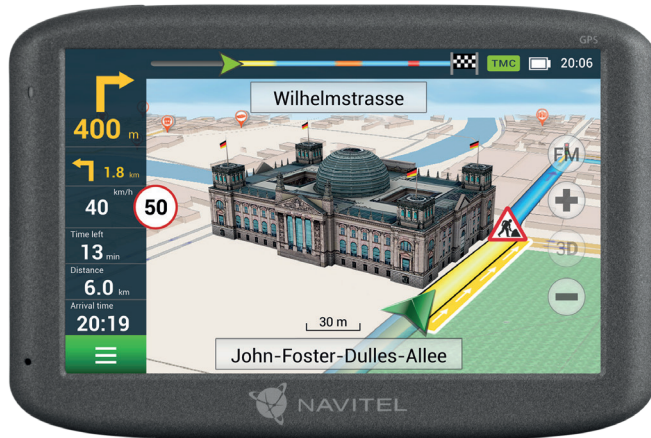 GPS
TMC
20:06
400 m
Wilhelmstrasse
1.8 km
FM
km/h
40
50
Time left
13 min
3D
Distance
6.0 km
Arrival time
20:19
30 m
John-Foster-Dulles-Allee
NAVITEL